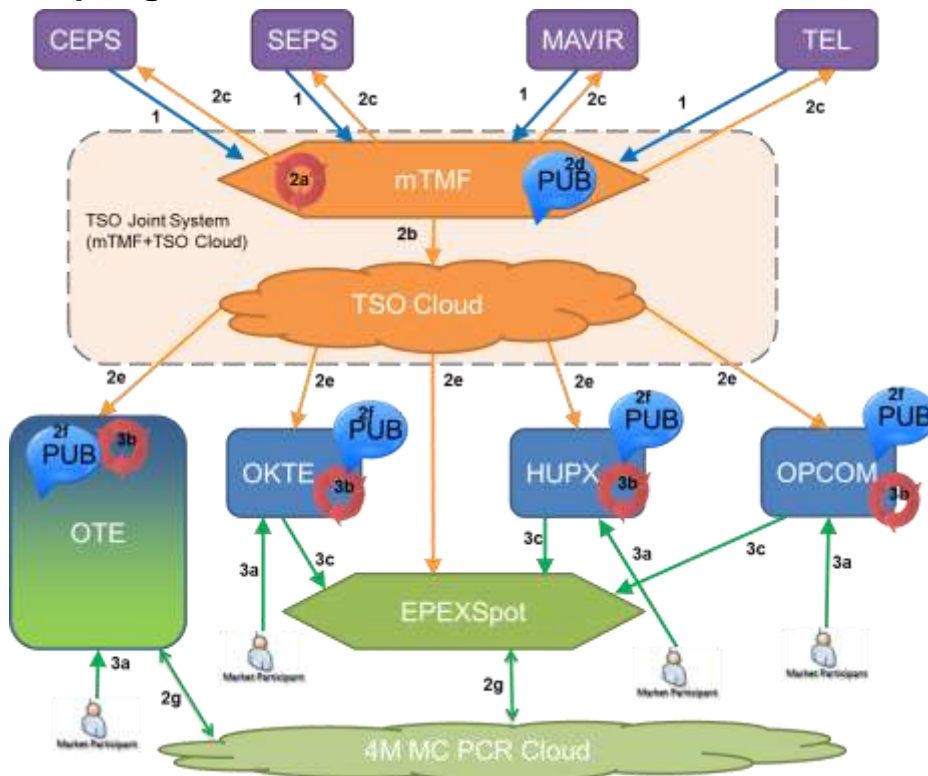 CEPS
SEPS
MAVIR
TEL
1
2c
1
2c
1
2c
1
2c
2a
mTMF
2d
PUB
TSO Joint System
(mTMF+TSO Cloud)
2b
TSO Cloud
2e
2e
2e
2e
2e
2f
PUB
3b
OTE
2f
PUB
OKTE
3b
2f
PUB
HUPX
3b
2f
PUB
OPCOM
3b
3a
3c
3c
3a
3c
3a
EPEXSpot
Market Participant
Market Participant
Market Participant
3a
2g
2g
Market Participant
4M MC PCR Cloud